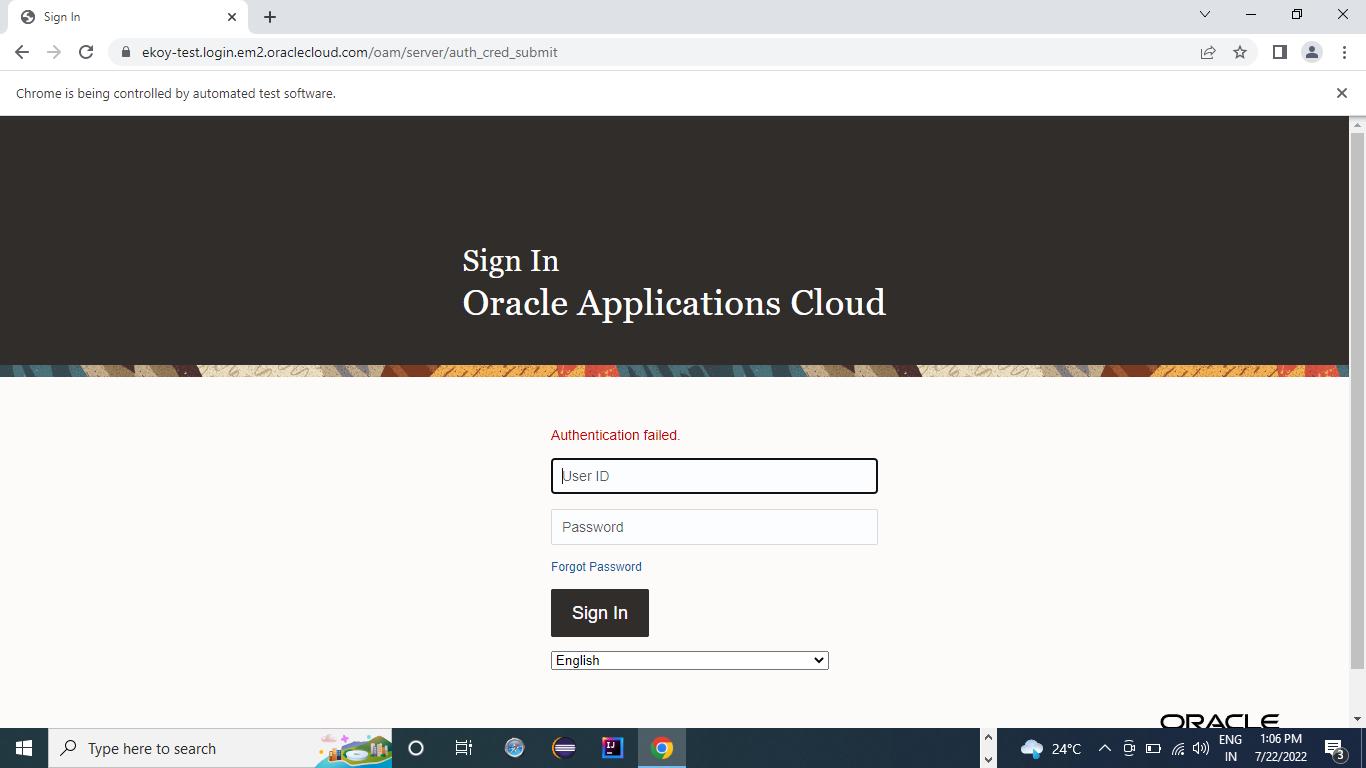 Sign In
ekoy-test.login.em2.oraclecloud.com/oam/server/auth_cred_submit
Chrome is being controlled by automated test software.
Sign In
Oracle Applications Cloud
Authentication failed.
User ID
Password
Forgot Password
Sign In
English
ORACLE
Type here to search
IJ
24°C
ENG
IN
1:06 PM
7/22/2022
3